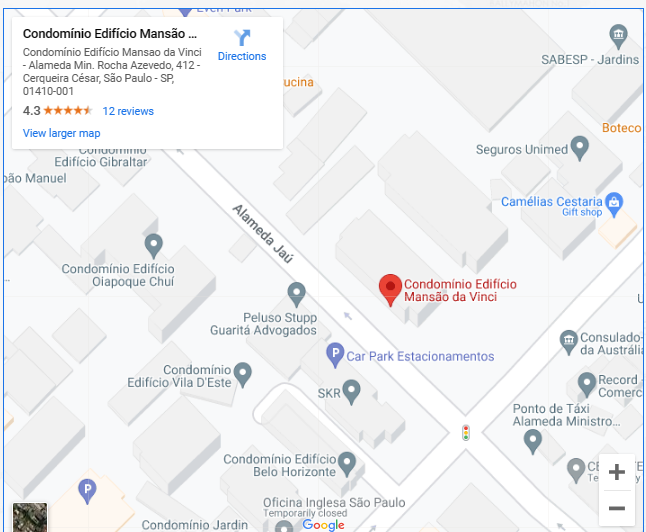 Even Park
Condomínio Edifício Mansão ...
Condomínio Edifício Mansao da Vinci
- Alameda Min. Rocha Azevedo, 412 -
Cerqueira César, São Paulo - SP,
01410-001
Directions
4.3
12 reviews
View larger map
SABESP - Jardins
ucina
Boteco
Seguros Unimed
Condomínio
Edifício Gibraltar
oão Manuel
Camélias Cestaria
Gift shop
Alameda Jaú
Condomínio Edifício
Oiapoque Chuí
Condomínio Edifício
Mansão da Vinci
Peluso Stupp
Guaritá Advogados
Consulado
da Austrália
P Car Park Estacionamentos
Condomínio
Edifício Vila D'Este
SKR
Record
Comerc
Ponto de Táxi
Alameda Ministro...
Condomínio Edifício
Belo Horizonte
Temporarily
P
Oficina Inglesa São Paulo
Temporarily closed
Condomínio Jardin
Google
+
−